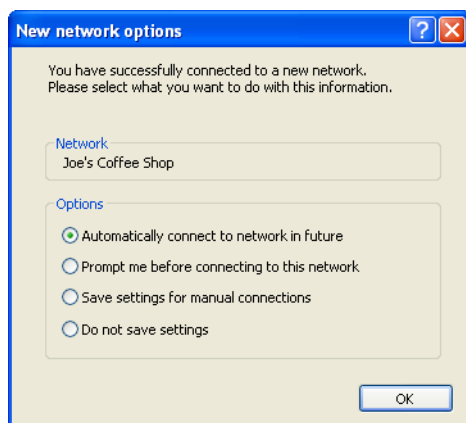 New network options
You have successfully connected to a new network.
Please select what you want to do with this information.
Network
Joe's Coffee Shop
Options
Automatically connect to network in future
Prompt me before connecting to this network
Save settings for manual connections
Do not save settings
OK